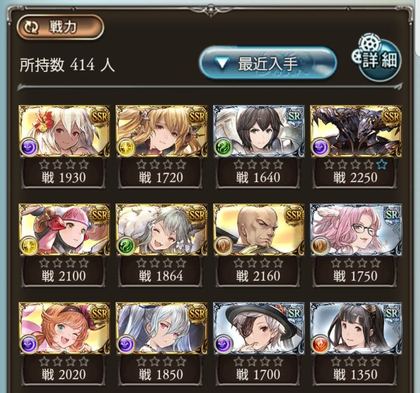 戦力
所持数 414 人
▼ 最近入手
詳細
SSR SSR SR SSR
戦 1930 戦 1720 戦 1640 戦 2250
SSR SSR SSR SR
戦 2100 戦 1864 戦 2160 戦 1750
SSR SSR SR SR
戦 2020 戦 1850 戦 1700 戦 1350